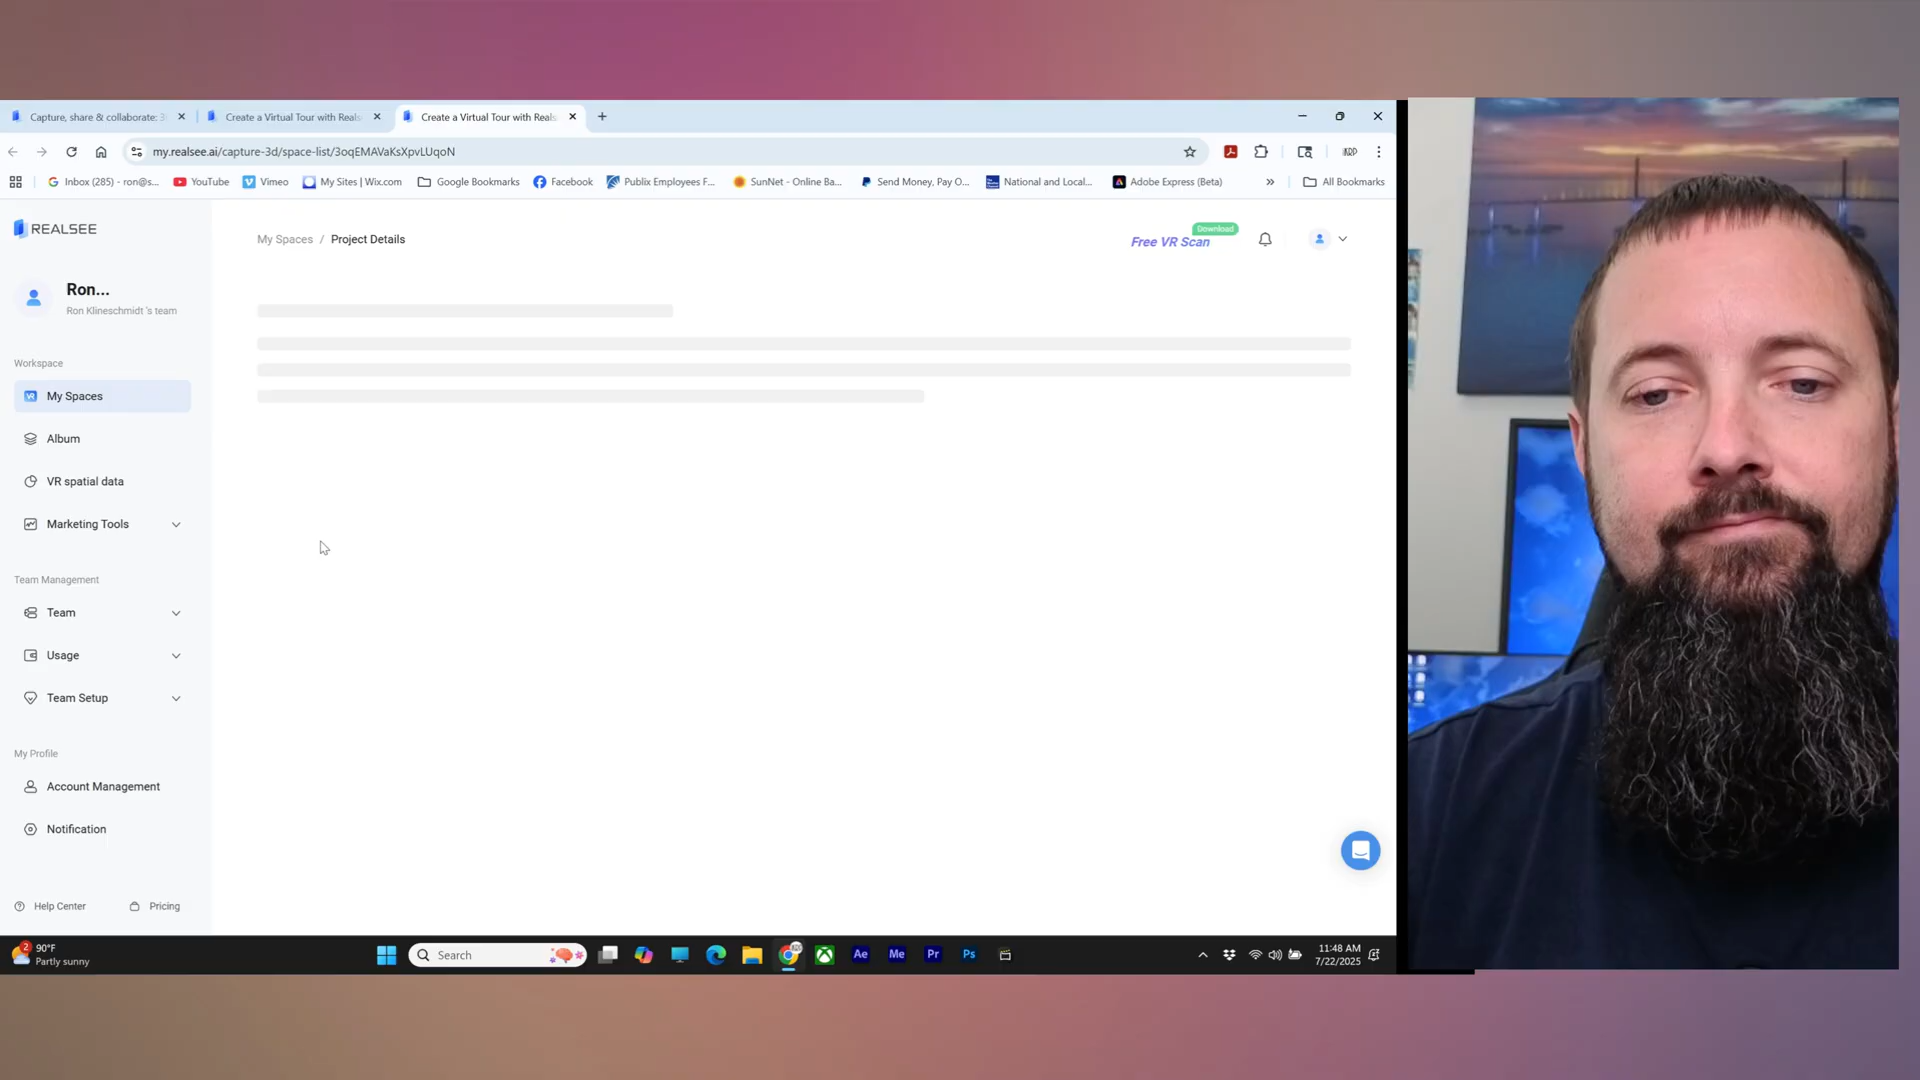 Capture, share & collaborate: 3
Create a Virtual Tour with Reals
Create a Virtual Tour with Reals
my.realsee.ai/capture-3d/space-list/3oqEMAVaKsXpvLUqoN
Inbox (285) - ron@s...
YouTube
Vimeo
My Sites | Wix.com
Google Bookmarks
Facebook
Publix Employees F...
SunNet - Online Ba...
Send Money, Pay O...
National and Local...
Adobe Express (Beta)
All Bookmarks
REALSEE
My Spaces / Project Details
Download
Free VR Scan
Ron...
Ron Klineschmidt 's team
Workspace
My Spaces
Album
VR spatial data
Marketing Tools
Team Management
Team
Usage
Team Setup
My Profile
Account Management
Notification
Help Center
Pricing
2
90°F
Partly sunny
Search
Ae
Me
Pr
Ps
11:48 AM
7/22/2025